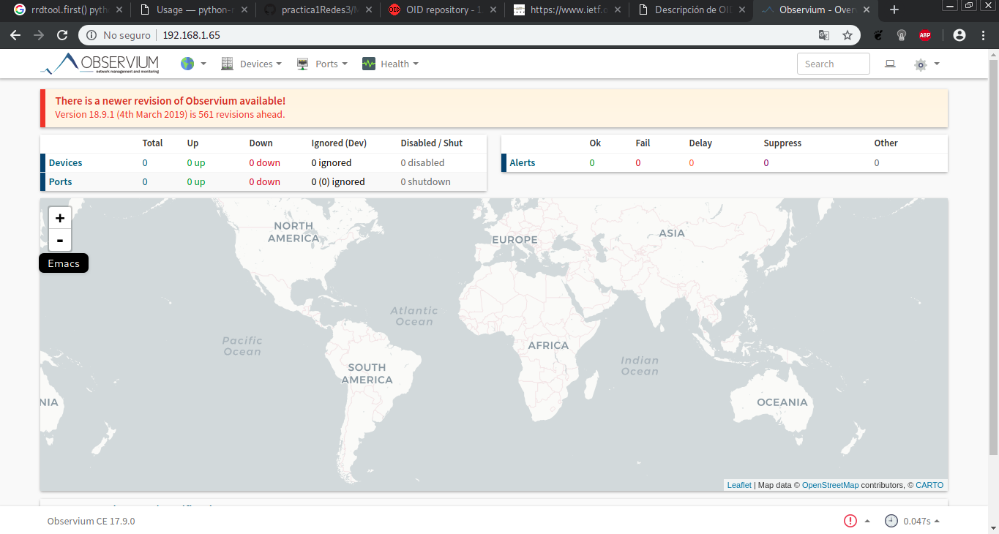 rrdtool.first() pyth
Usage — python-r
practica1Redes3/M
OID repository - 1.
https://www.ietf.o
Descripción de OI
Observium - Over
No seguro
192.168.1.65
ABP
OBSERVIUM
network management and monitoring
Devices
Ports
Health
Search
There is a newer revision of Observium available!
Version 18.9.1 (4th March 2019) is 561 revisions ahead.
Total Up Down Ignored (Dev) Disabled / Shut
Devices 0 0 up 0 down 0 ignored 0 disabled
Ports 0 0 up 0 down 0 (0) ignored 0 shutdown
Ok Fail Delay Suppress Other
Alerts 0 0 0 0 0
+
-
Emacs
NORTH
AMERICA
EUROPE
ASIA
Atlantic
Ocean
Pacific
Ocean
AFRICA
SOUTH
AMERICA
Indian
Ocean
NIA
OCEANIA
Leaflet | Map data © OpenStreetMap contributors, © CARTO
Observium CE 17.9.0
0.047s